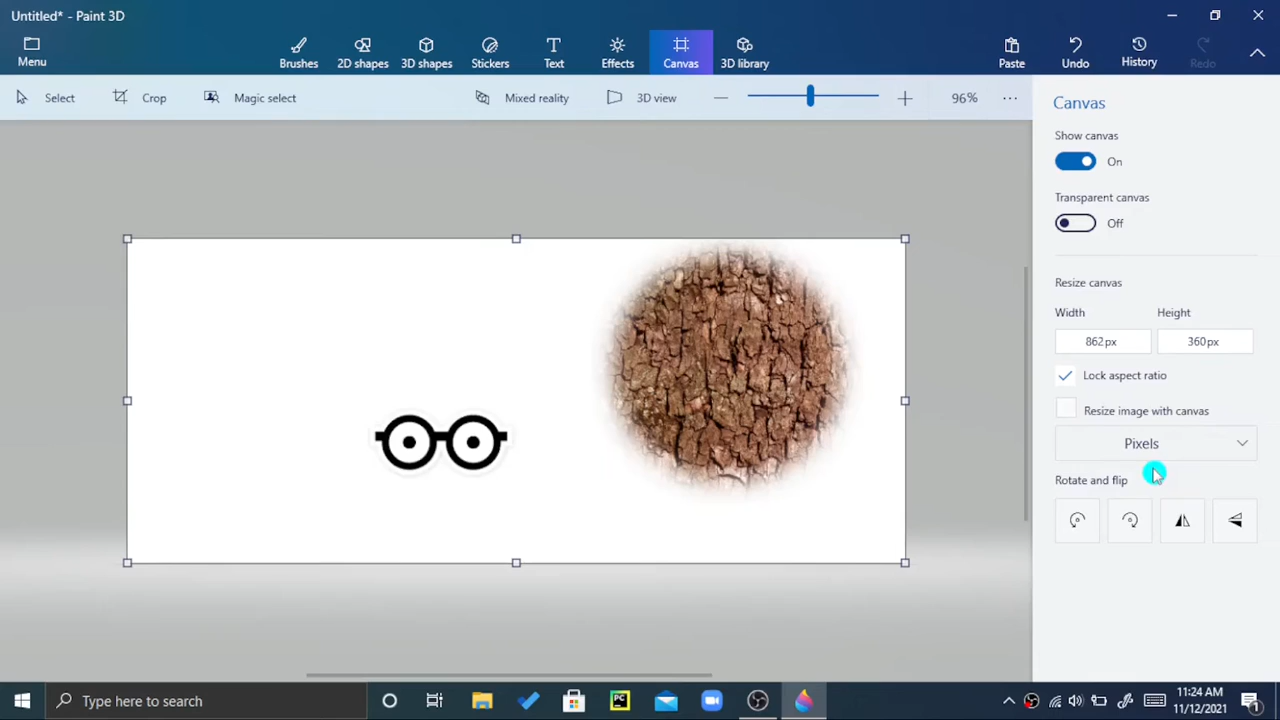 Untitled* - Paint 3D
Menu
Brushes
2D shapes
3D shapes
Stickers
Text
Effects
Canvas
3D library
Paste
Undo
History
Redo
Select
Crop
Magic select
Mixed reality
3D view
96%
Canvas
Show canvas
On
Transparent canvas
Off
Resize canvas
Width
Height
862px
360px
Lock aspect ratio
Resize image with canvas
Pixels
Rotate and flip
Type here to search
PC
11:24 AM
11/12/2021
1